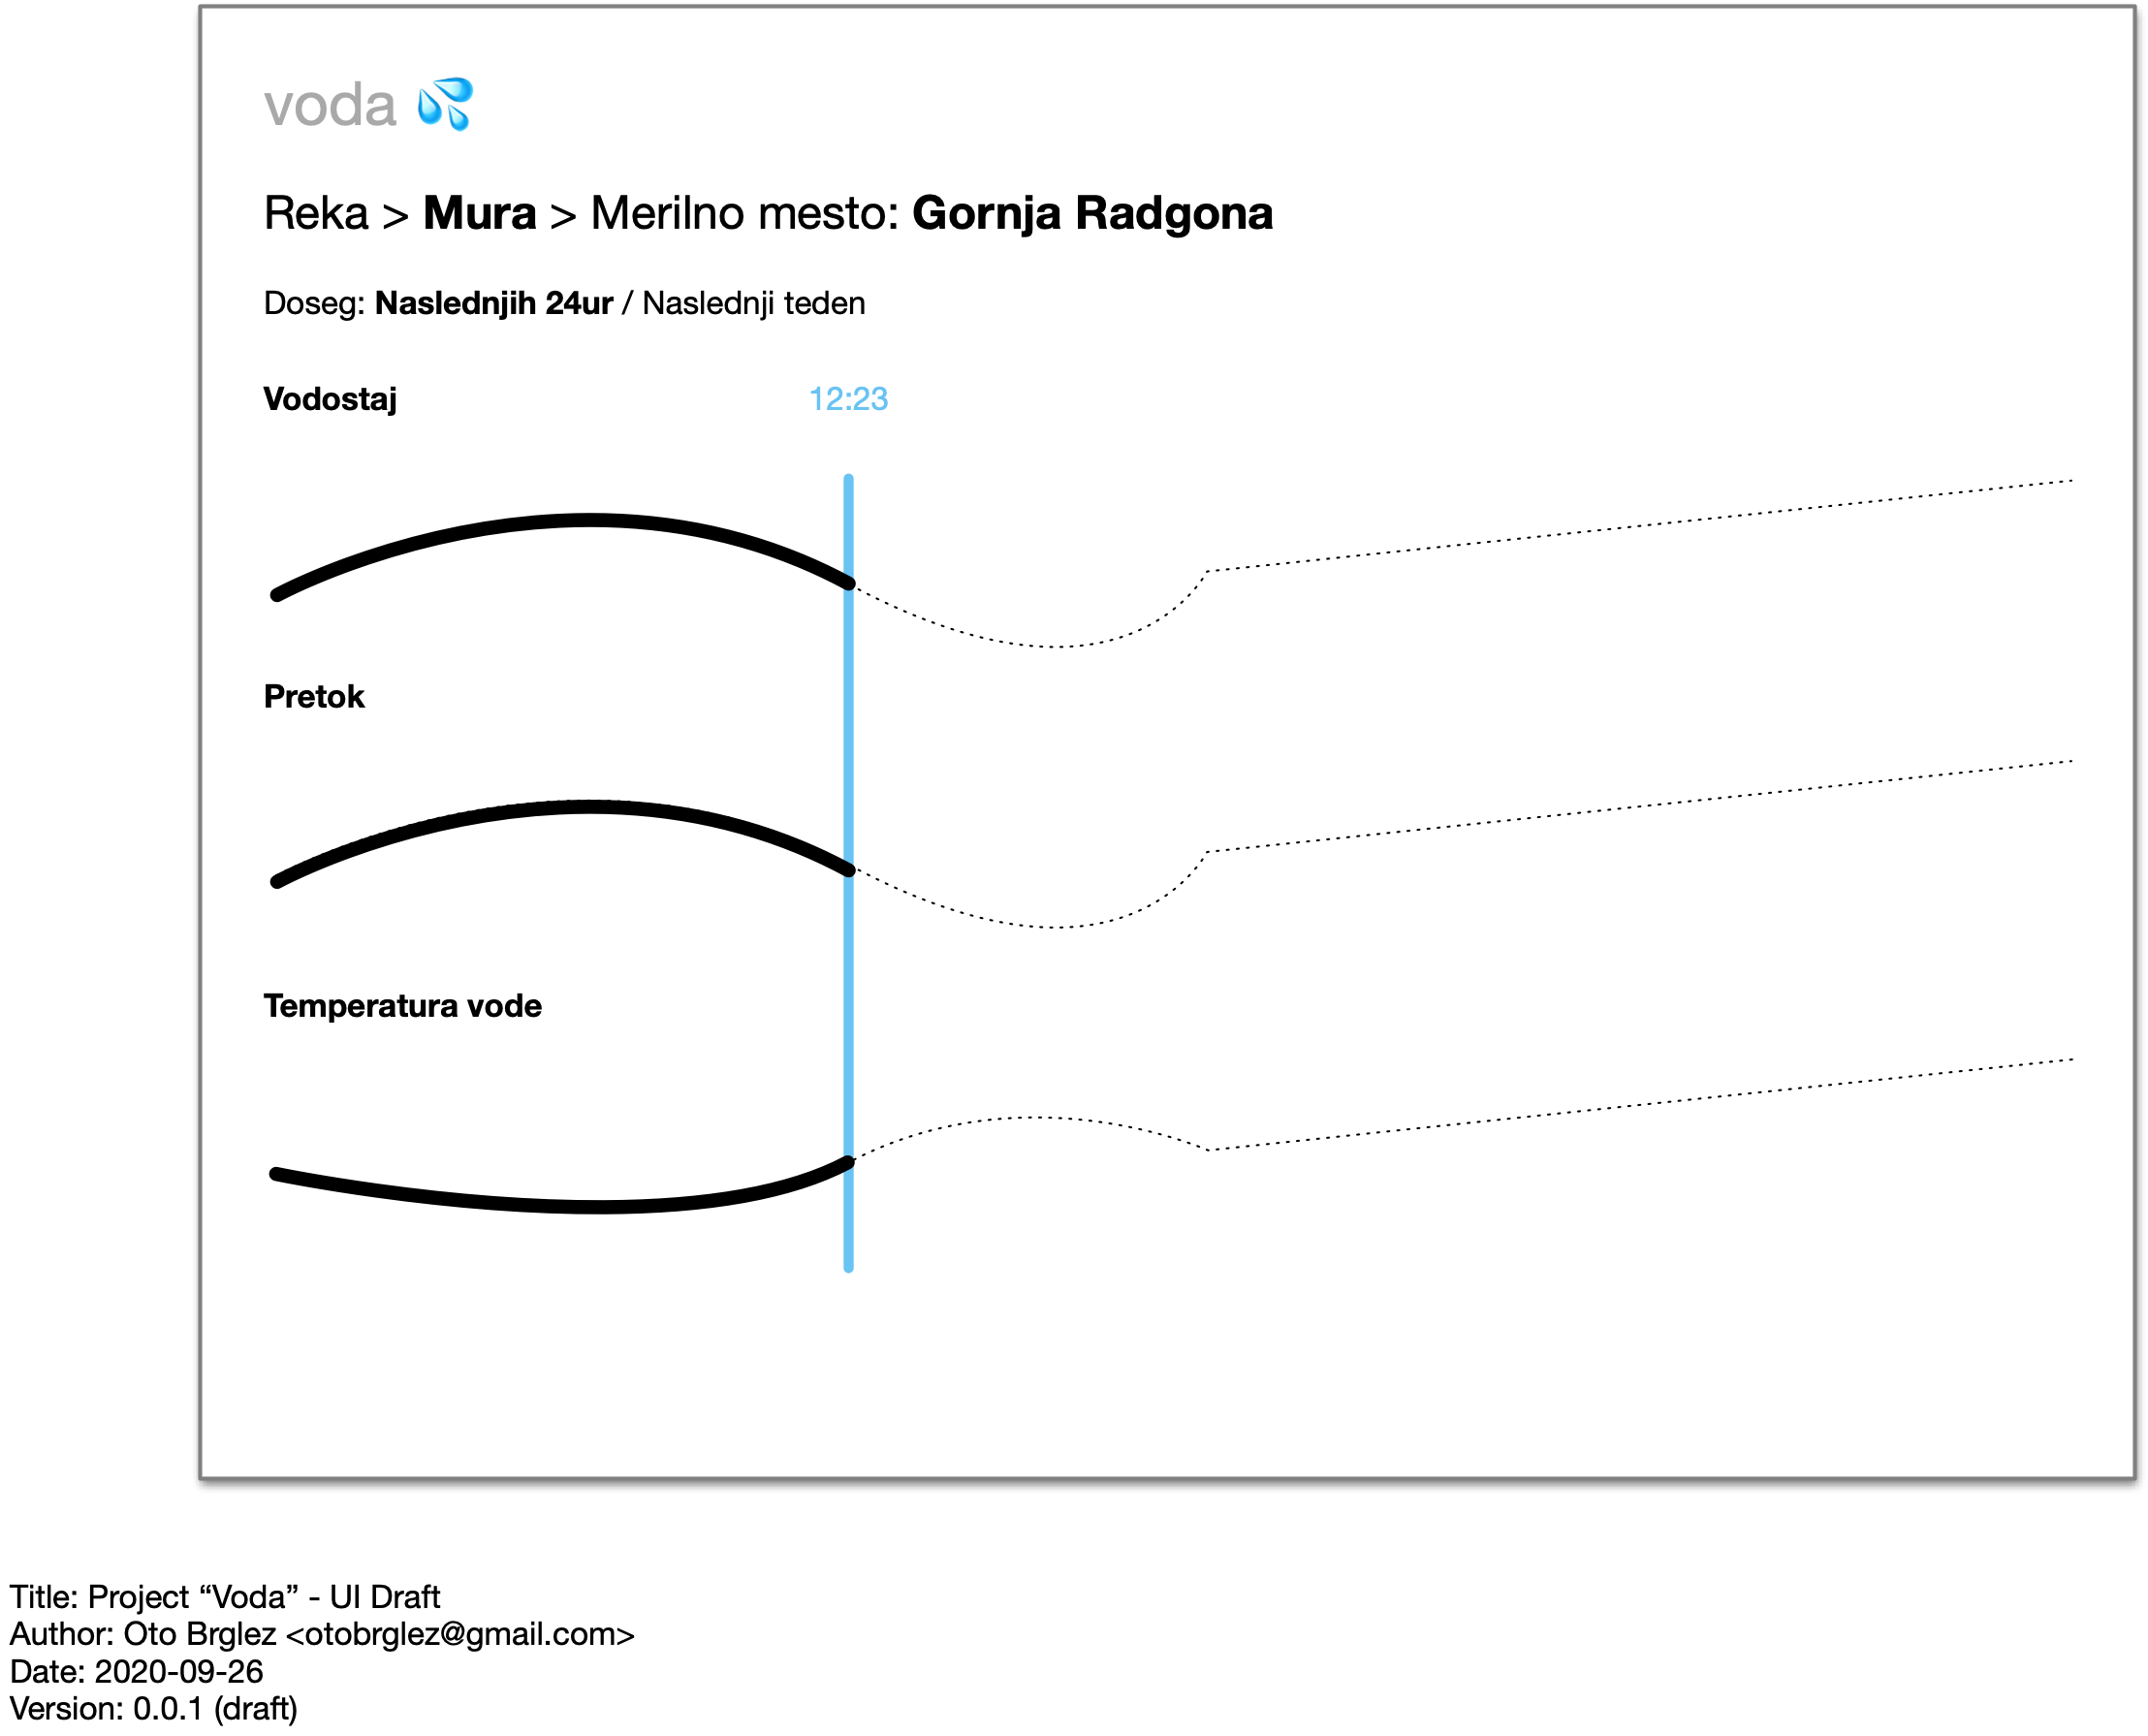 voda 💦
Reka > Mura > Merilno mesto: Gornja Radgona
Doseg: Naslednjih 24ur / Naslednji teden
Vodostaj
12:23
Pretok
Temperatura vode
Title: Project “Voda” - UI Draft
Author: Oto Brglez <otobrglez@gmail.com>
Date: 2020-09-26
Version: 0.0.1 (draft)